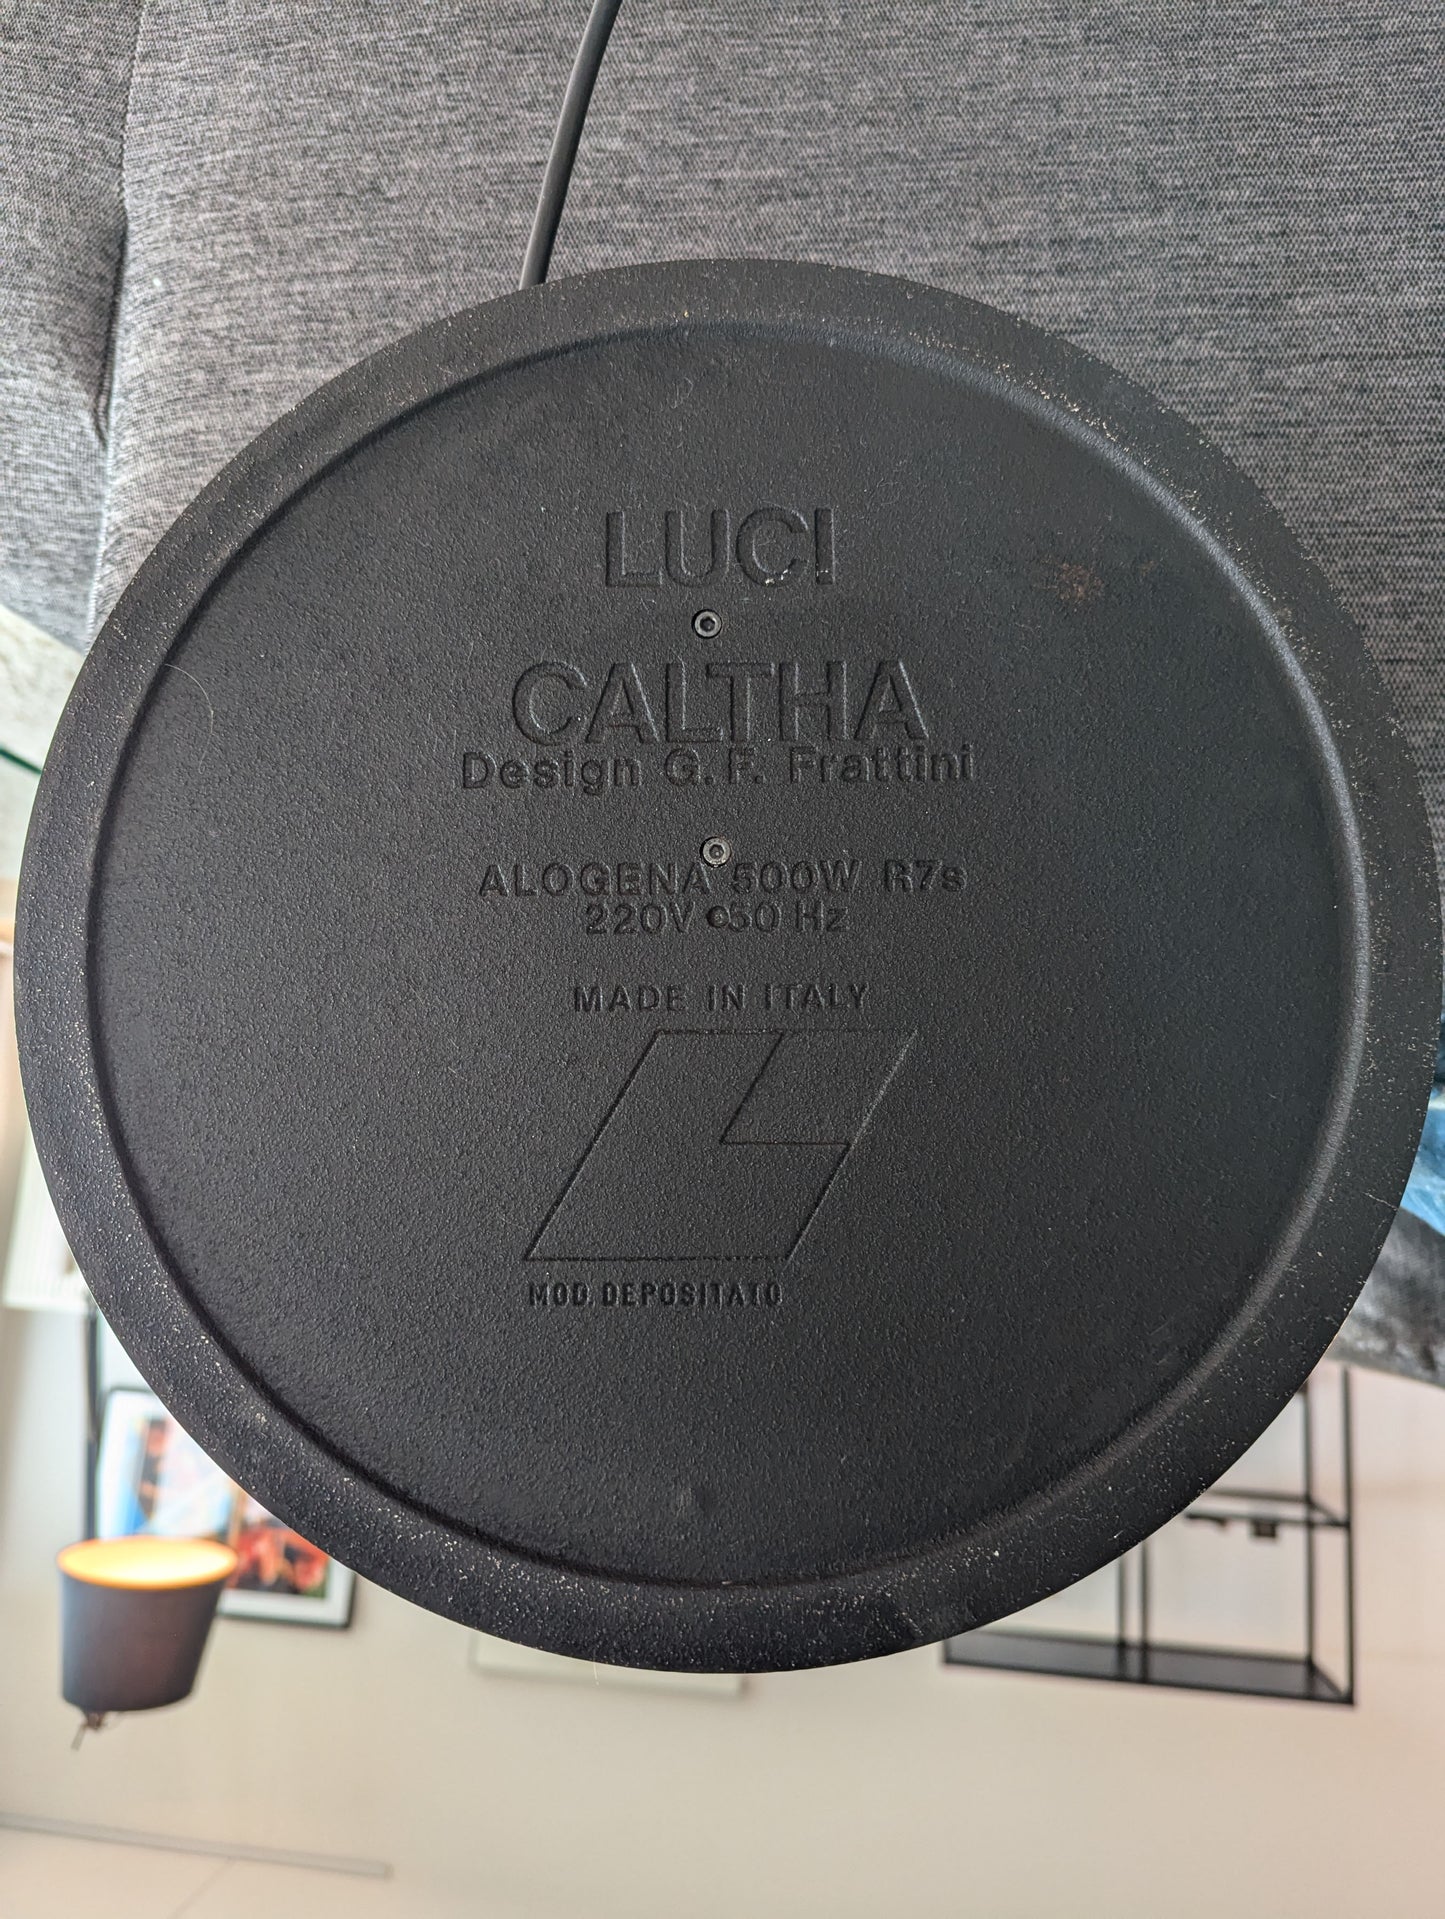 LUCI
CALTHA
Design G.F. Frattini
ALOGENA 500W R7s
220V 50 Hz
MADE IN ITALY
MOD. DEPOSITATO